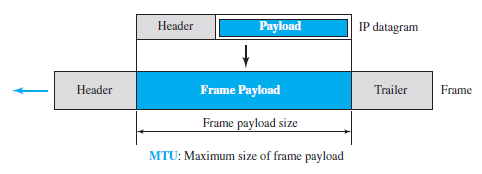 Header Payload IP datagram
Header Frame Payload Trailer Frame
Frame payload size
MTU: Maximum size of frame payload